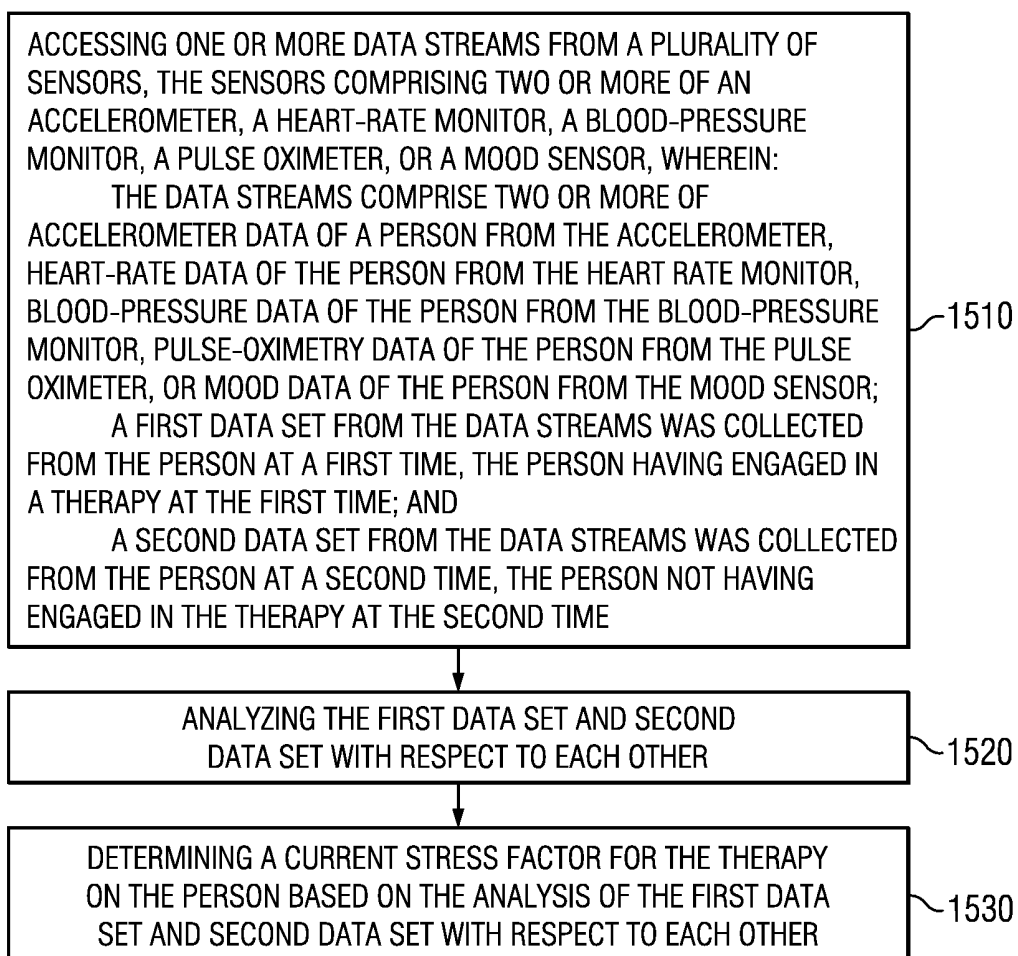 ACCESSING ONE OR MORE DATA STREAMS FROM A PLURALITY OF
SENSORS, THE SENSORS COMPRISING TWO OR MORE OF AN
ACCELEROMETER, A HEART-RATE MONITOR, A BLOOD-PRESSURE
MONITOR, A PULSE OXIMETER, OR A MOOD SENSOR, WHEREIN:
THE DATA STREAMS COMPRISE TWO OR MORE OF
ACCELEROMETER DATA OF A PERSON FROM THE ACCELEROMETER,
HEART-RATE DATA OF THE PERSON FROM THE HEART RATE MONITOR,
BLOOD-PRESSURE DATA OF THE PERSON FROM THE BLOOD-PRESSURE
MONITOR, PULSE-OXIMETRY DATA OF THE PERSON FROM THE PULSE
OXIMETER, OR MOOD DATA OF THE PERSON FROM THE MOOD SENSOR;
A FIRST DATA SET FROM THE DATA STREAMS WAS COLLECTED
FROM THE PERSON AT A FIRST TIME, THE PERSON HAVING ENGAGED IN
A THERAPY AT THE FIRST TIME; AND
A SECOND DATA SET FROM THE DATA STREAMS WAS COLLECTED
FROM THE PERSON AT A SECOND TIME, THE PERSON NOT HAVING
ENGAGED IN THE THERAPY AT THE SECOND TIME
1510
ANALYZING THE FIRST DATA SET AND SECOND
DATA SET WITH RESPECT TO EACH OTHER
1520
DETERMINING A CURRENT STRESS FACTOR FOR THE THERAPY
ON THE PERSON BASED ON THE ANALYSIS OF THE FIRST DATA
SET AND SECOND DATA SET WITH RESPECT TO EACH OTHER
1530